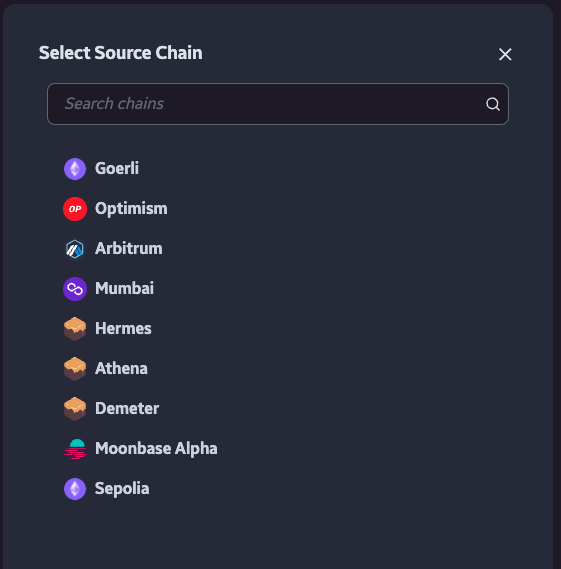 Select Source Chain
Search chains
Goerli
OP Optimism
Arbitrum
Mumbai
Hermes
Athena
Demeter
Moonbase Alpha
Sepolia